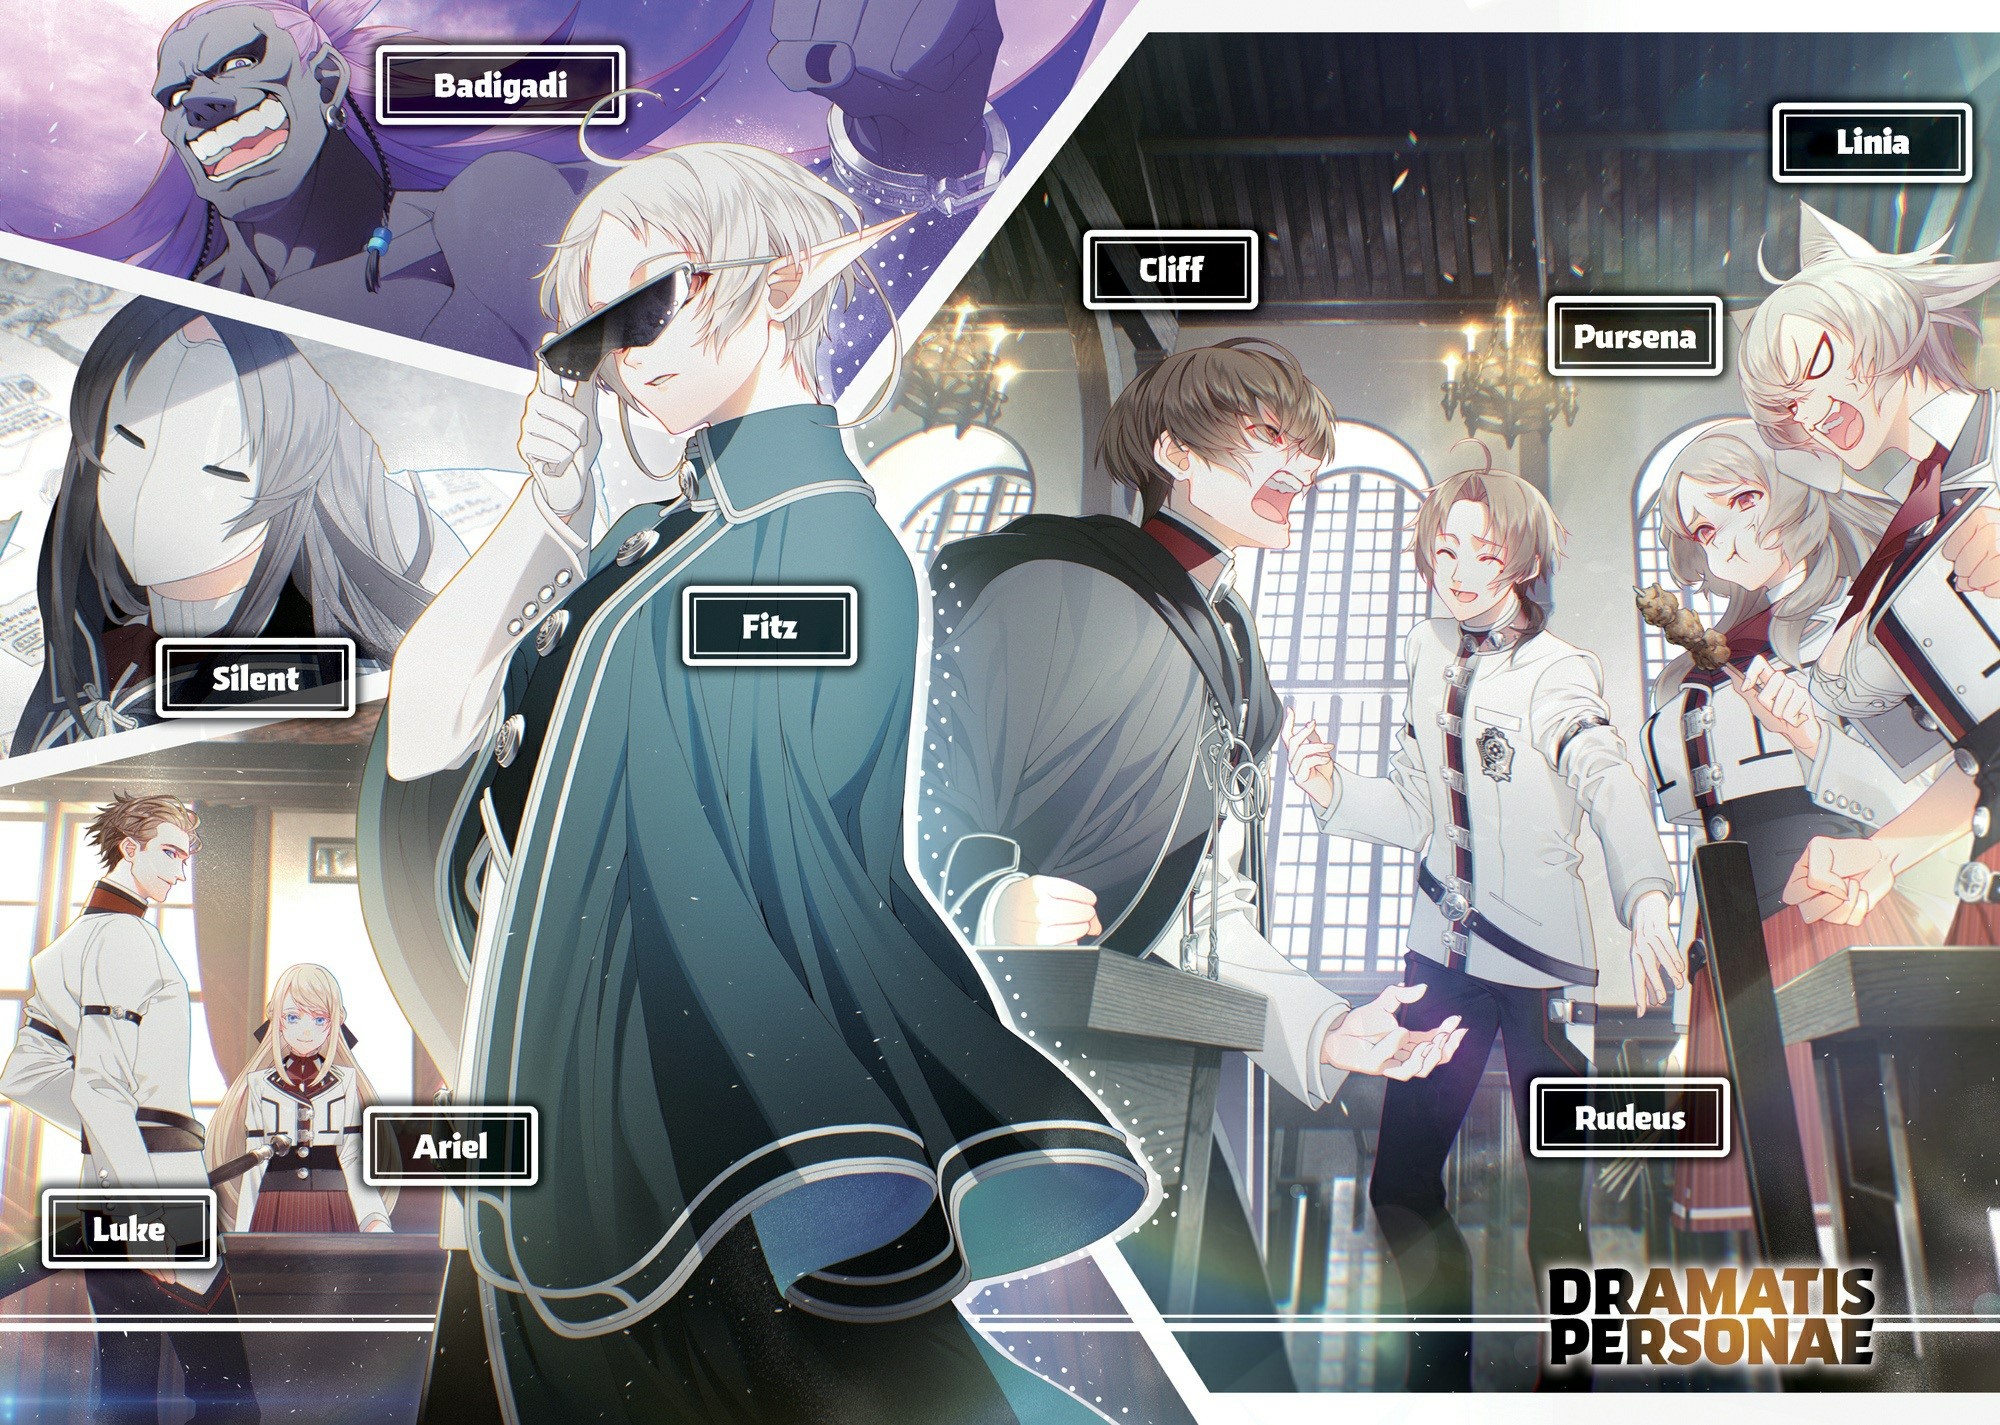 Badigadi
Linia
Cliff
Pursena
Fitz
Silent
Rudeus
Ariel
Luke
DRAMATIS
PERSONAE